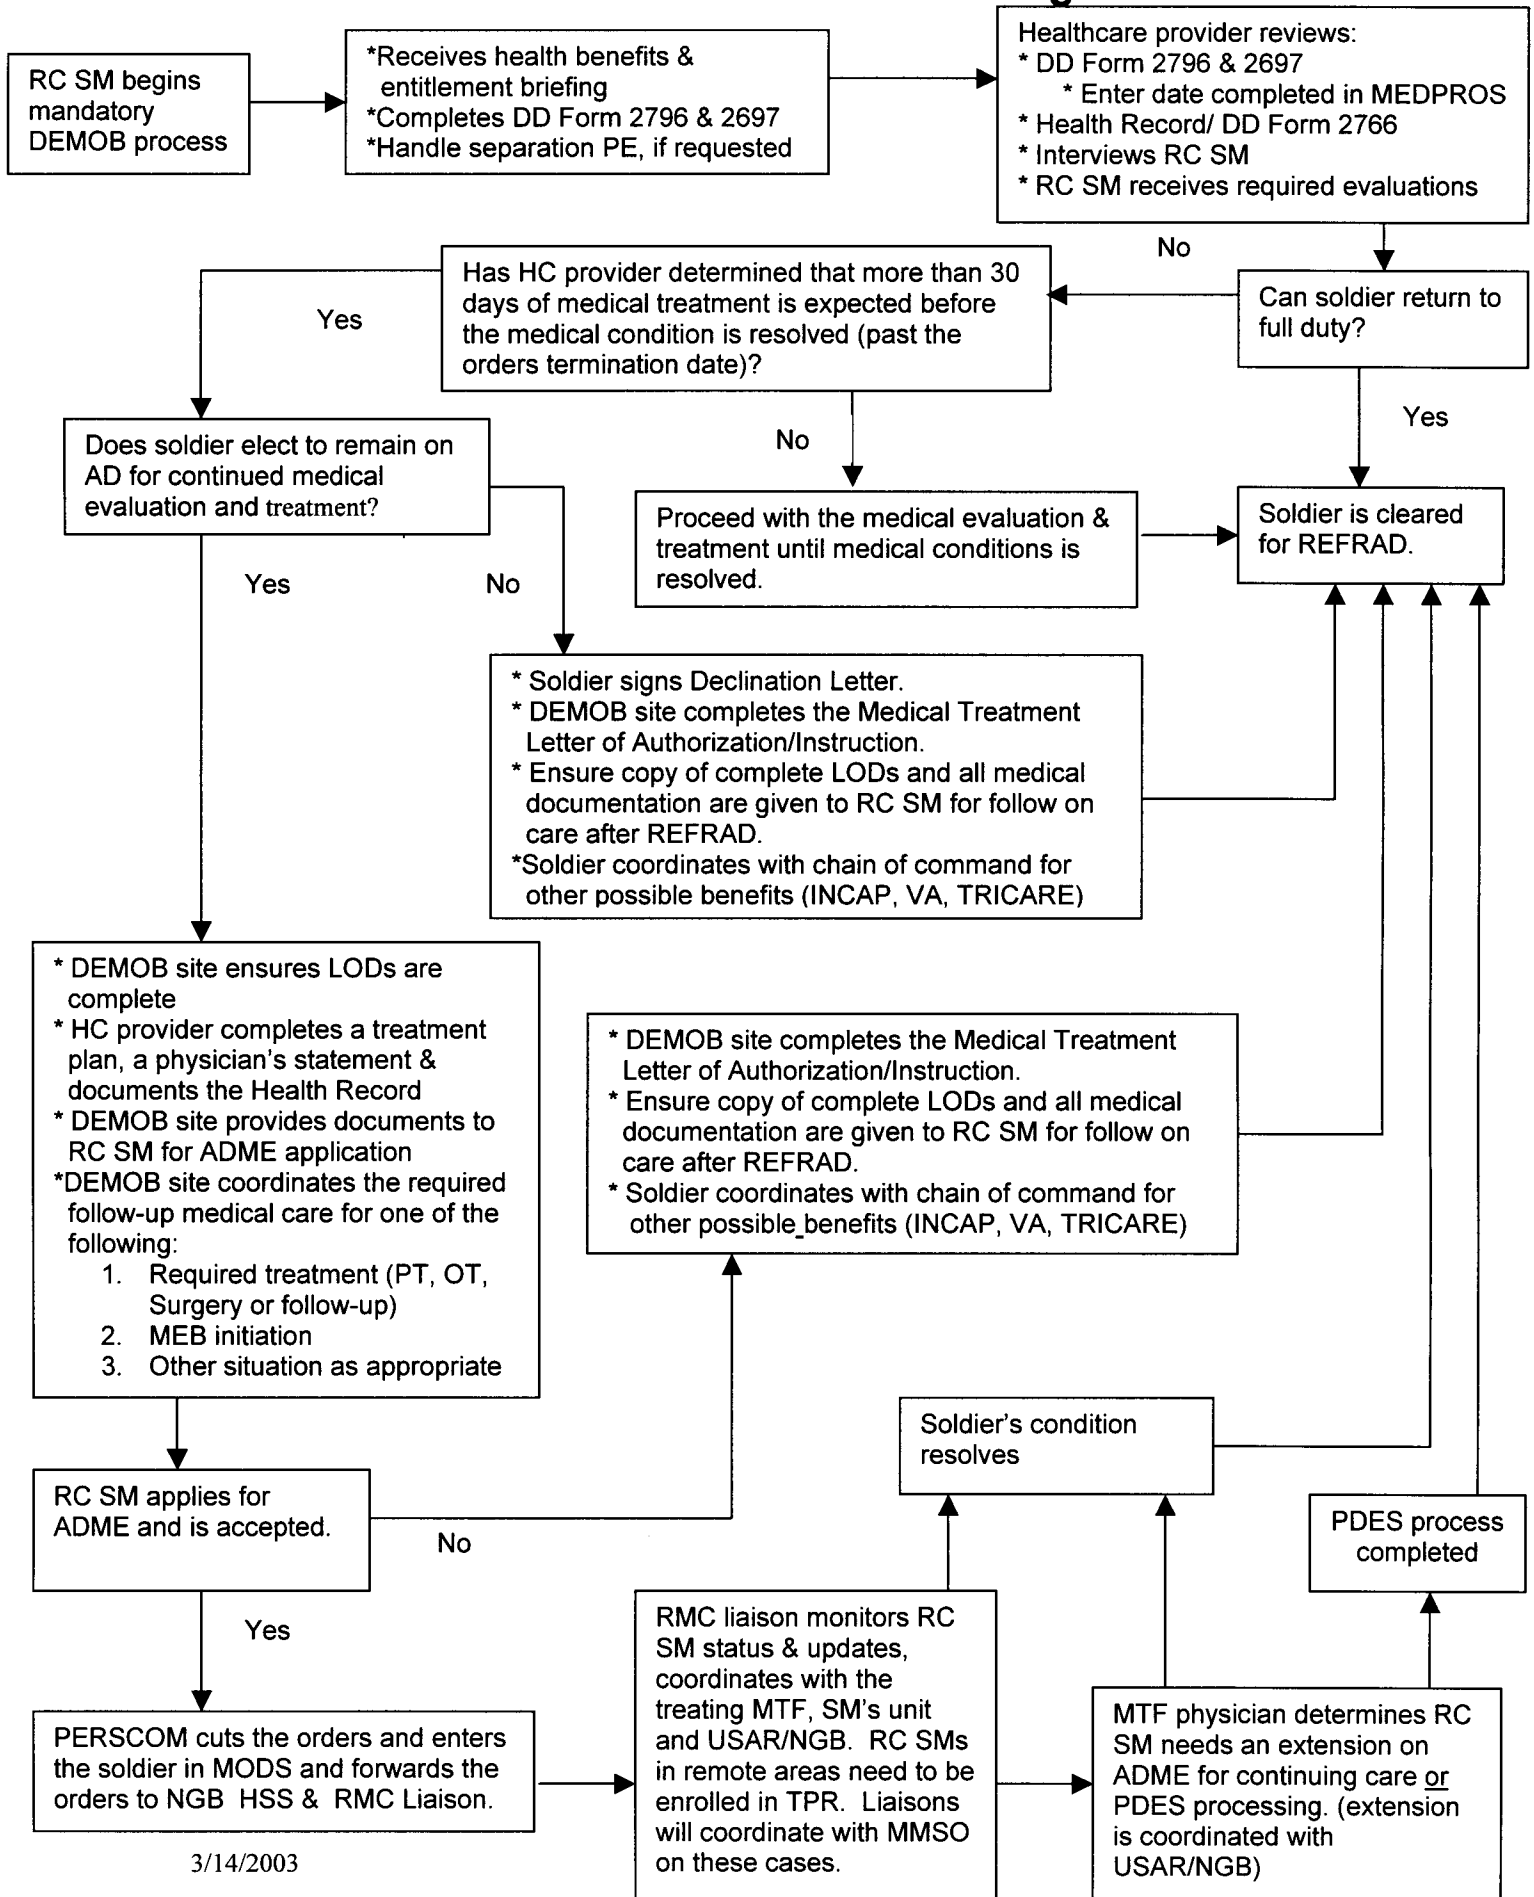 RC SM begins
mandatory
DEMOB process
*Receives health benefits &
entitlement briefing
*Completes DD Form 2796 & 2697
*Handle separation PE, if requested
Healthcare provider reviews:
* DD Form 2796 & 2697
* Enter date completed in MEDPROS
* Health Record/ DD Form 2766
* Interviews RC SM
* RC SM receives required evaluations
No
Can soldier return to
full duty?
Has HC provider determined that more than 30
days of medical treatment is expected before
the medical condition is resolved (past the
orders termination date)?
Yes
Yes
No
Does soldier elect to remain on
AD for continued medical
evaluation and treatment?
Proceed with the medical evaluation &
treatment until medical conditions is
resolved.
Soldier is cleared
for REFRAD.
Yes
No
* Soldier signs Declination Letter.
* DEMOB site completes the Medical Treatment
Letter of Authorization/Instruction.
* Ensure copy of complete LODs and all medical
documentation are given to RC SM for follow on
care after REFRAD.
*Soldier coordinates with chain of command for
other possible benefits (INCAP, VA, TRICARE)
* DEMOB site ensures LODs are
complete
* HC provider completes a treatment
plan, a physician's statement &
documents the Health Record
* DEMOB site provides documents to
RC SM for ADME application
*DEMOB site coordinates the required
follow-up medical care for one of the
following:
1. Required treatment (PT, OT,
Surgery or follow-up)
2. MEB initiation
3. Other situation as appropriate
* DEMOB site completes the Medical Treatment
Letter of Authorization/Instruction.
* Ensure copy of complete LODs and all medical
documentation are given to RC SM for follow on
care after REFRAD.
* Soldier coordinates with chain of command for
other possible benefits (INCAP, VA, TRICARE)
RC SM applies for
ADME and is accepted.
No
Yes
Soldier's condition
resolves
PDES process
completed
PERSCOM cuts the orders and enters
the soldier in MODS and forwards the
orders to NGB HSS & RMC Liaison.
RMC liaison monitors RC
SM status & updates,
coordinates with the
treating MTF, SM's unit
and USAR/NGB. RC SMs
in remote areas need to be
enrolled in TPR. Liaisons
will coordinate with MMSO
on these cases.
MTF physician determines RC
SM needs an extension on
ADME for continuing care or
PDES processing. (extension
is coordinated with
USAR/NGB)
3/14/2003